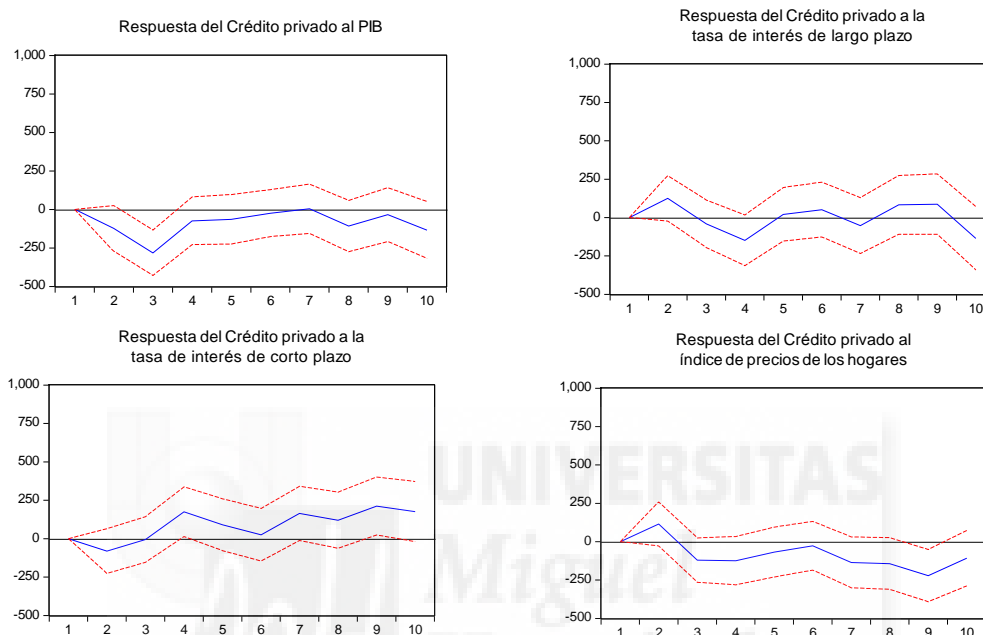 Respuesta del Crédito privado al PIB
1,000
750
500
250
0
-250
-500
1 2 3 4 5 6 7 8 9 10
Respuesta del Crédito privado a la
tasa de interés de largo plazo
1,000
750
500
250
0
-250
-500
1 2 3 4 5 6 7 8 9 10
Respuesta del Crédito privado a la
tasa de interés de corto plazo
1,000
750
500
250
0
-250
-500
1 2 3 4 5 6 7 8 9 10
Respuesta del Crédito privado al
índice de precios de los hogares
1,000
750
500
250
0
-250
-500
1 2 3 4 5 6 7 8 9 10
UNIVERSITAS
Miguel